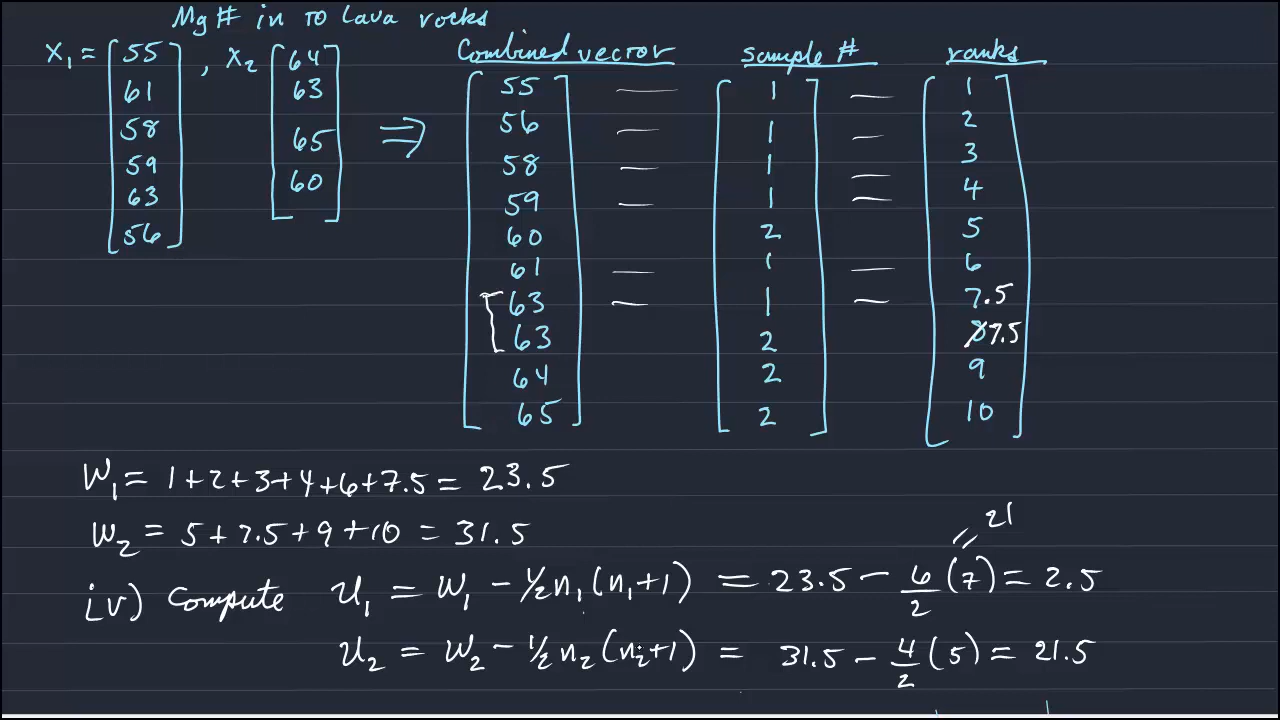 Mg # in TO Lava rocks
X₁ = [55 61 58 59 63 56] , X₂ [64 63 65 60] ⇒
Combined vector sample # ranks
55 — 1 — 1
56 — 1 — 2
58 — 1 — 3
59 — 1 — 4
60 2 5
61 — 1 — 6
63 — 1 — 7.5
63 2 8 7.5
64 2 9
65 2 10
W₁ = 1+2+3+4+6+7.5 = 23.5
W₂ = 5+7.5+9+10 = 31.5
= 21
iv) Compute U₁ = W₁ − ½n₁(n₁+1) = 23.5 − 6/2 (7) = 2.5
U₂ = W₂ − ½n₂(n₂+1) = 31.5 − 4/2 (5) = 21.5